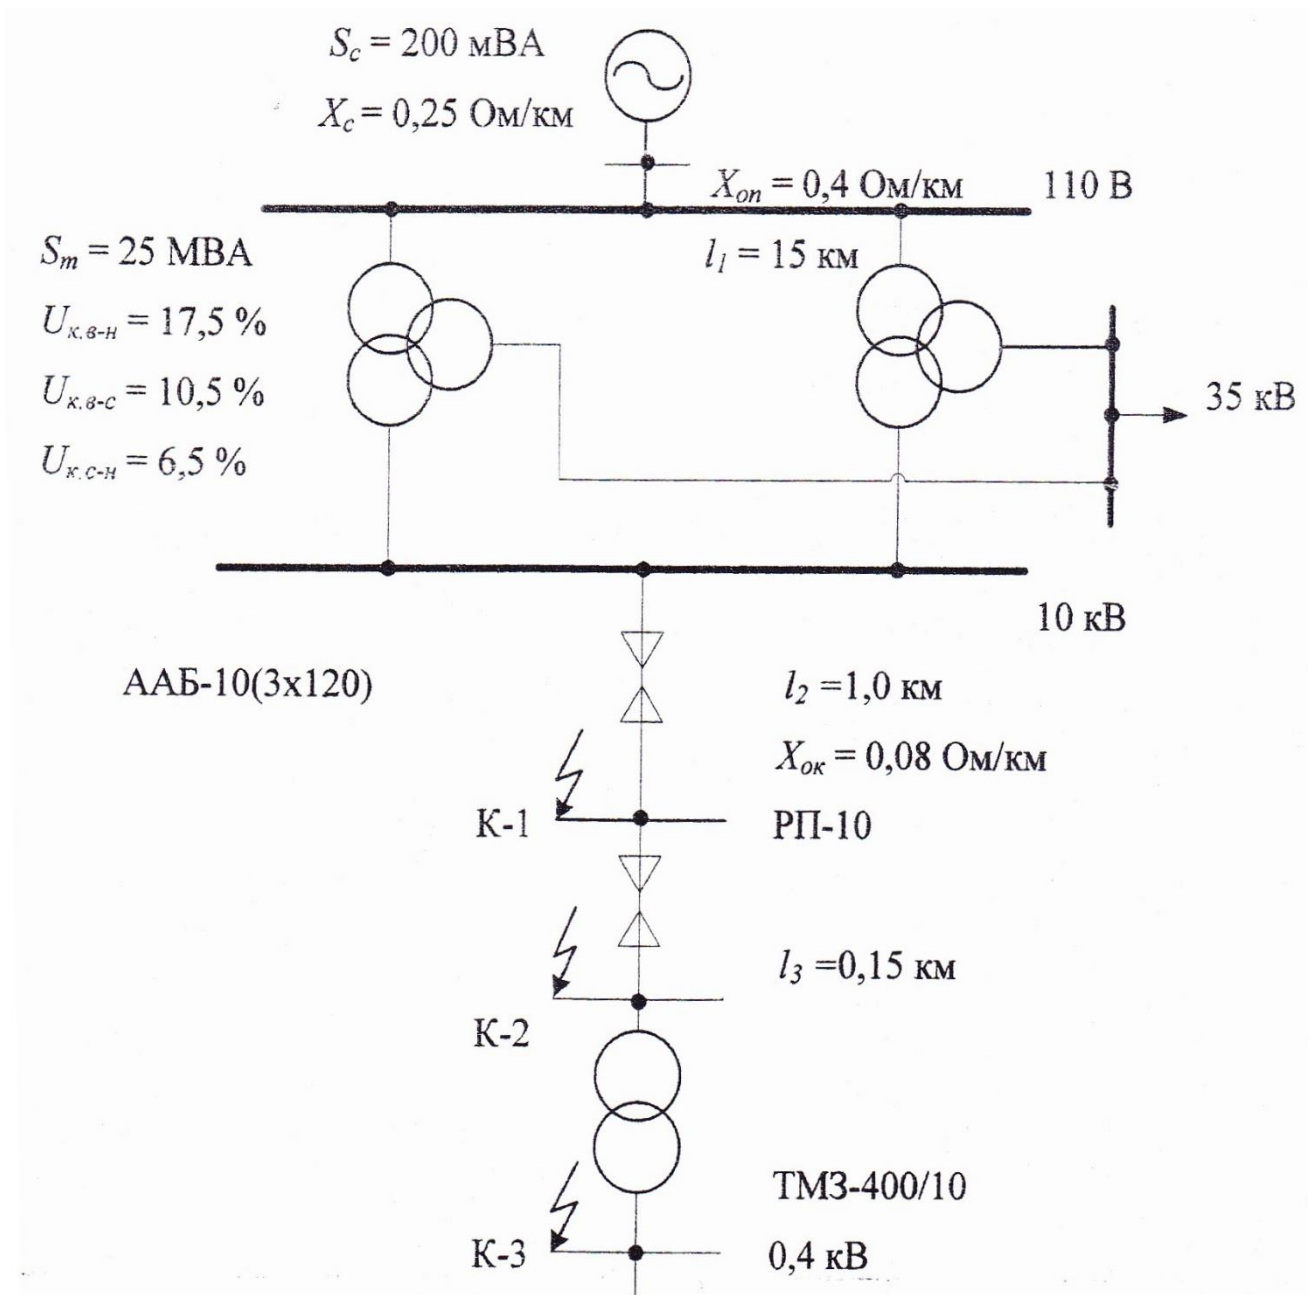 S_c = 200 мВА
X_c = 0,25 Ом/км
X_оп = 0,4 Ом/км
110 В
S_т = 25 МВА
l_1 = 15 км
U_к.в-н = 17,5 %
U_к.в-с = 10,5 %
35 кВ
U_к.с-н = 6,5 %
10 кВ
ААБ-10(3х120)
l_2 =1,0 км
X_ок = 0,08 Ом/км
К-1
РП-10
l_3 =0,15 км
К-2
ТМЗ-400/10
К-3
0,4 кВ